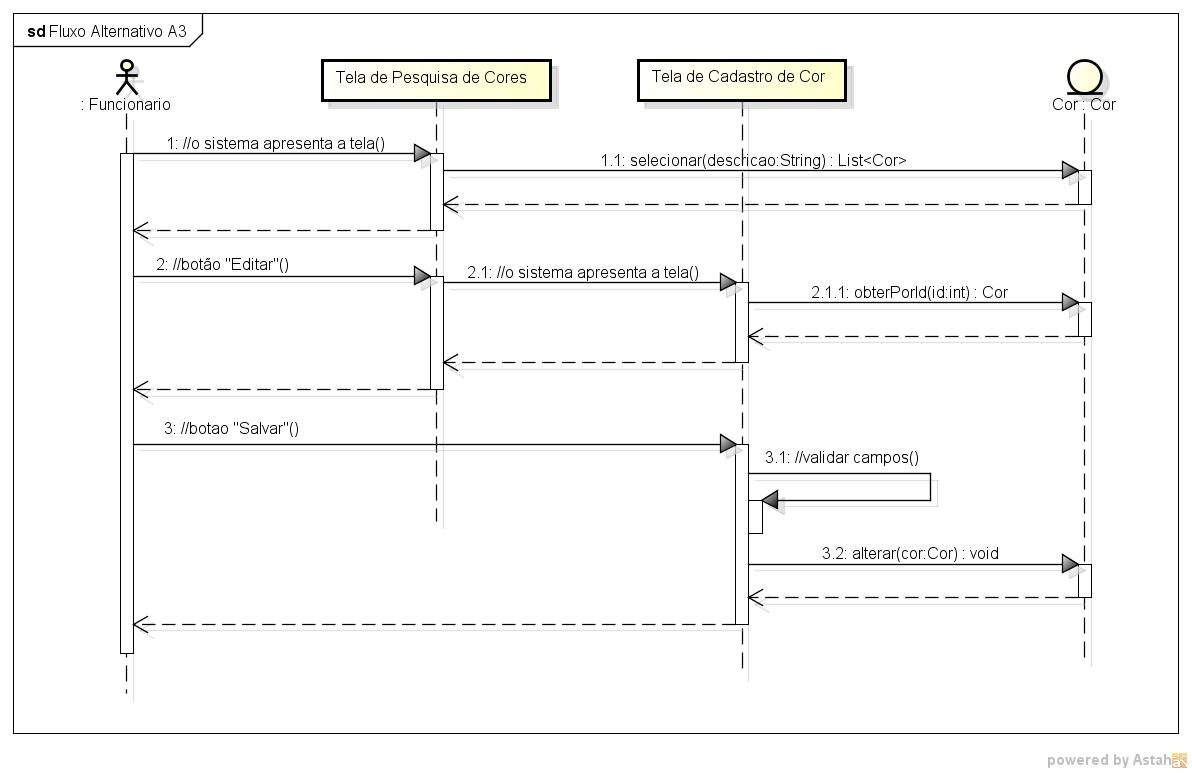 sd Fluxo Alternativo A3
: Funcionario
Tela de Pesquisa de Cores
Tela de Cadastro de Cor
Cor : Cor
1: //o sistema apresenta a tela()
1.1: selecionar(descricao:String) : List<Cor>
2: //botão "Editar"()
2.1: //o sistema apresenta a tela()
2.1.1: obterPorId(id:int) : Cor
3: //botao "Salvar"()
3.1: //validar campos()
3.2: alterar(cor:Cor) : void
powered by Astah